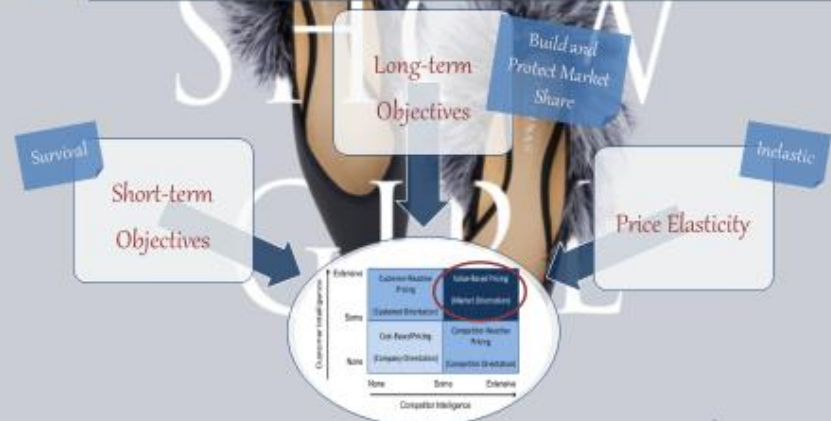 SHOW
GIRL
Long-term
Objectives
Build and
Protect Market
Share
Survival
Short-term
Objectives
Inelastic
Price Elasticity
Customer Intelligence
Extensive
Some
None
Customer-Reactive
Pricing
(Customer Orientation)
Value-Based Pricing
(Market Orientation)
Cost-Based Pricing
(Company Orientation)
Competitor-Reactive
Pricing
(Competitor Orientation)
None
Some
Extensive
Competitor Intelligence